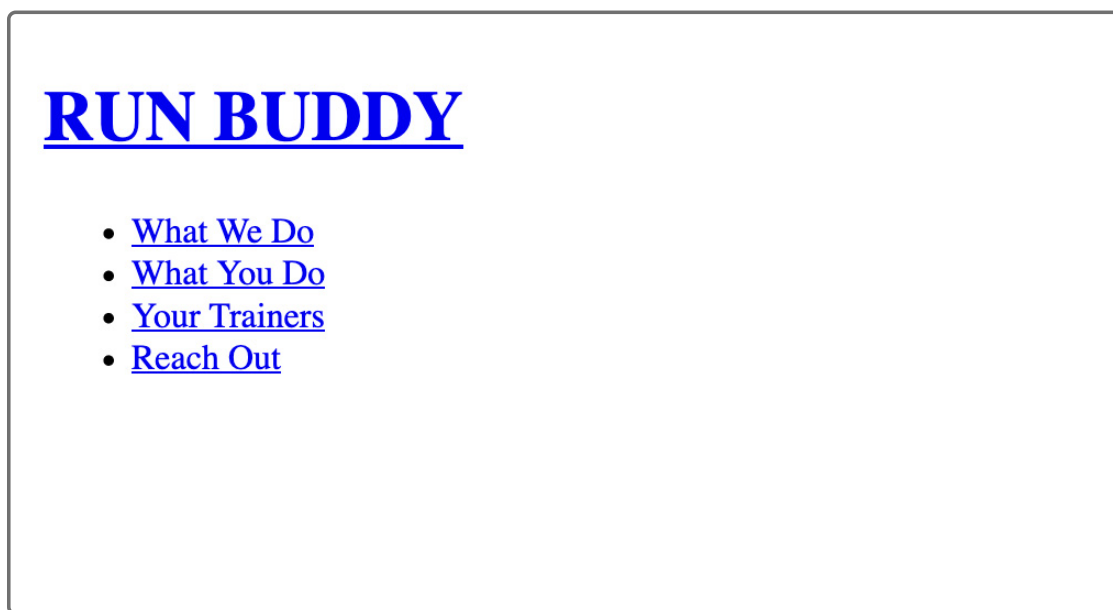 RUN BUDDY
What We Do
What You Do
Your Trainers
Reach Out